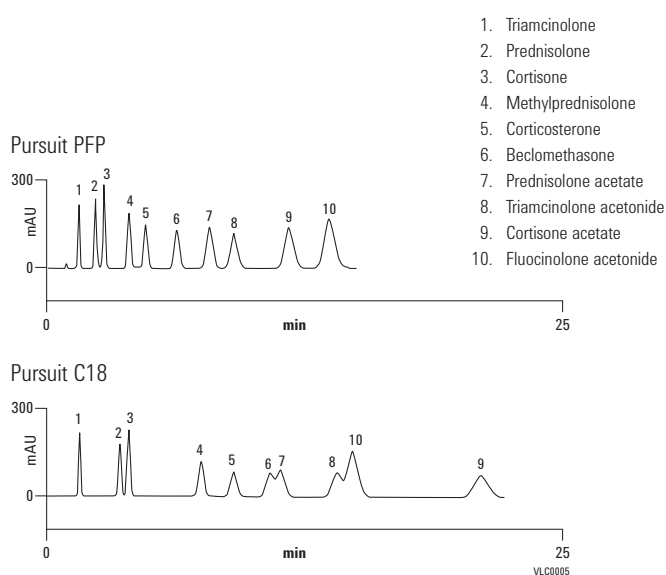 1. Triamcinolone
2. Prednisolone
3. Cortisone
4. Methylprednisolone
5. Corticosterone
6. Beclomethasone
7. Prednisolone acetate
8. Triamcinolone acetonide
9. Cortisone acetate
10. Fluocinolone acetonide
Pursuit PFP
300
mAU
0
1 2 3 4 5 6 7 8 9 10
0 min 25
Pursuit C18
300
mAU
0
1 2 3 4 5 6 7 8 10 9
0 min 25
VLC0005